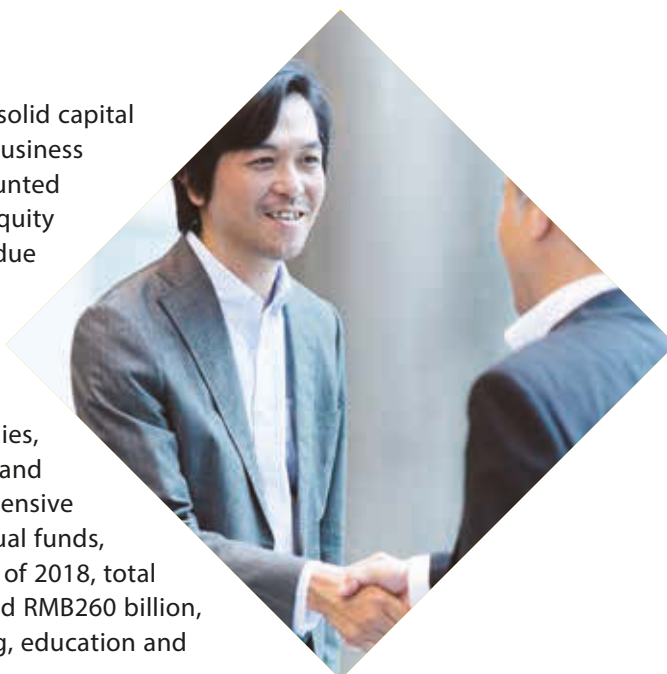 solid capital
usiness
unted
quity
due
ies,
and
ensive
ual funds,
of 2018, total
d RMB260 billion,
g, education and